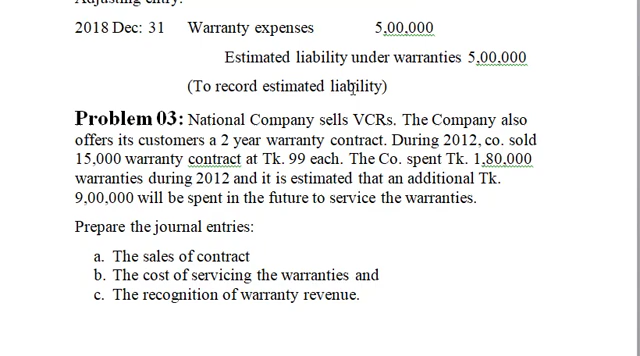 Adjusting entry:
2018 Dec: 31 Warranty expenses 5,00,000
Estimated liability under warranties 5,00,000
(To record estimated liability)
Problem 03: National Company sells VCRs. The Company also
offers its customers a 2 year warranty contract. During 2012, co. sold
15,000 warranty contract at Tk. 99 each. The Co. spent Tk. 1,80,000
warranties during 2012 and it is estimated that an additional Tk.
9,00,000 will be spent in the future to service the warranties.
Prepare the journal entries:
a. The sales of contract
b. The cost of servicing the warranties and
c. The recognition of warranty revenue.